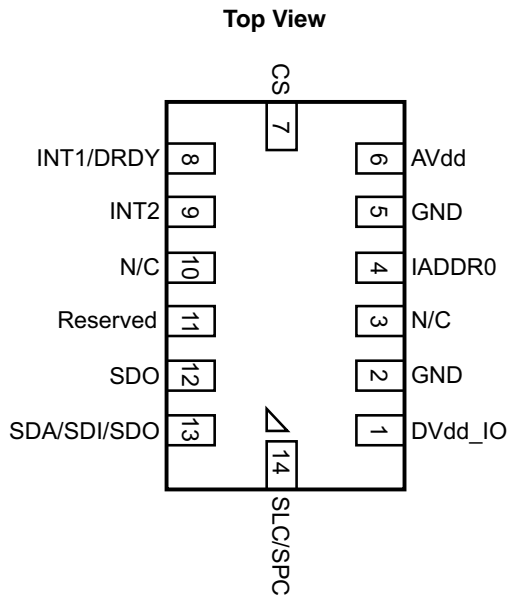 Top View
CS
7
INT1/DRDY 8 6 AVdd
INT2 9 5 GND
N/C 10 4 IADDR0
Reserved 11 3 N/C
SDO 12 2 GND
SDA/SDI/SDO 13 1 DVdd_IO
14
SLC/SPC